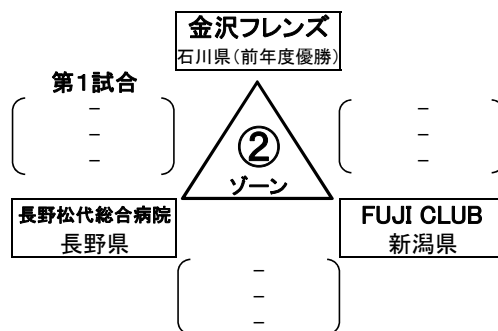 金沢フレンズ
石川県(前年度優勝)
第1試合
－ －
－ －
－ －
②
ゾーン
長野松代総合病院 FUJI CLUB
長野県 新潟県
－
－
－